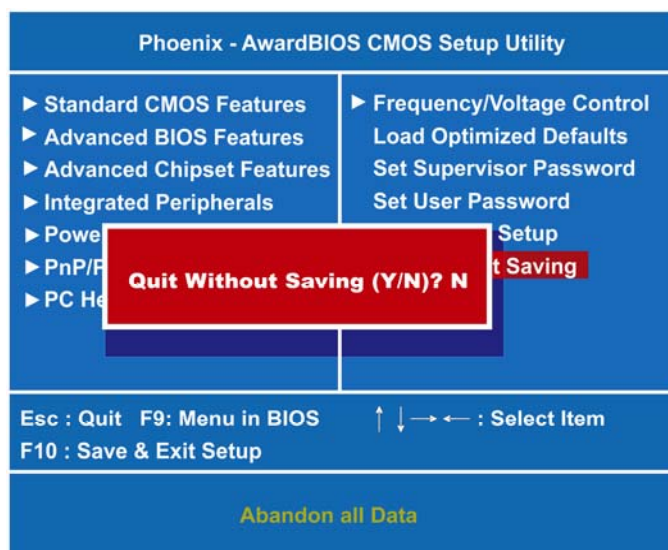 Phoenix - AwardBIOS CMOS Setup Utility
► Standard CMOS Features
► Advanced BIOS Features
► Advanced Chipset Features
► Integrated Peripherals
► Powe
► PnP/P
► PC He
► Frequency/Voltage Control
Load Optimized Defaults
Set Supervisor Password
Set User Password
Setup
t Saving
Quit Without Saving (Y/N)? N
Esc : Quit F9: Menu in BIOS ↑ ↓ → ← : Select Item
F10 : Save & Exit Setup
Abandon all Data